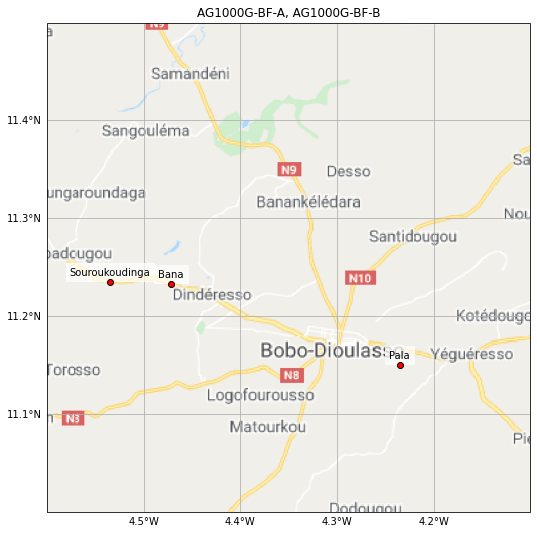 AG1000G-BF-A, AG1000G-BF-B
N9
Samandéni
11.4°N
Sangouléma
N9
Desso
ungaroundaga
Banankélédara
Sa
11.3°N
Nou
Santidougou
oadougou
Souroukoudinga
Bana
N10
Dindéresso
11.2°N
Kotédougo
Bobo-Dioulasso
Pala
Yéguéresso
Torosso
N8
Logofourousso
11.1°N
N3
Matourkou
Pie
Dodougou
4.5°W
4.4°W
4.3°W
4.2°W